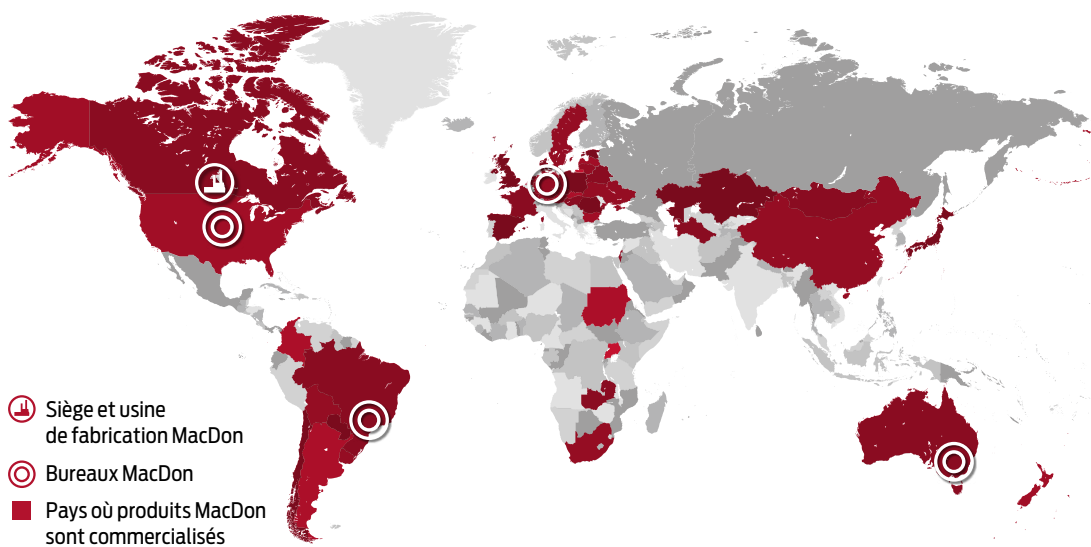 Siège et usine
de fabrication MacDon
Bureaux MacDon
Pays où produits MacDon
sont commercialisés